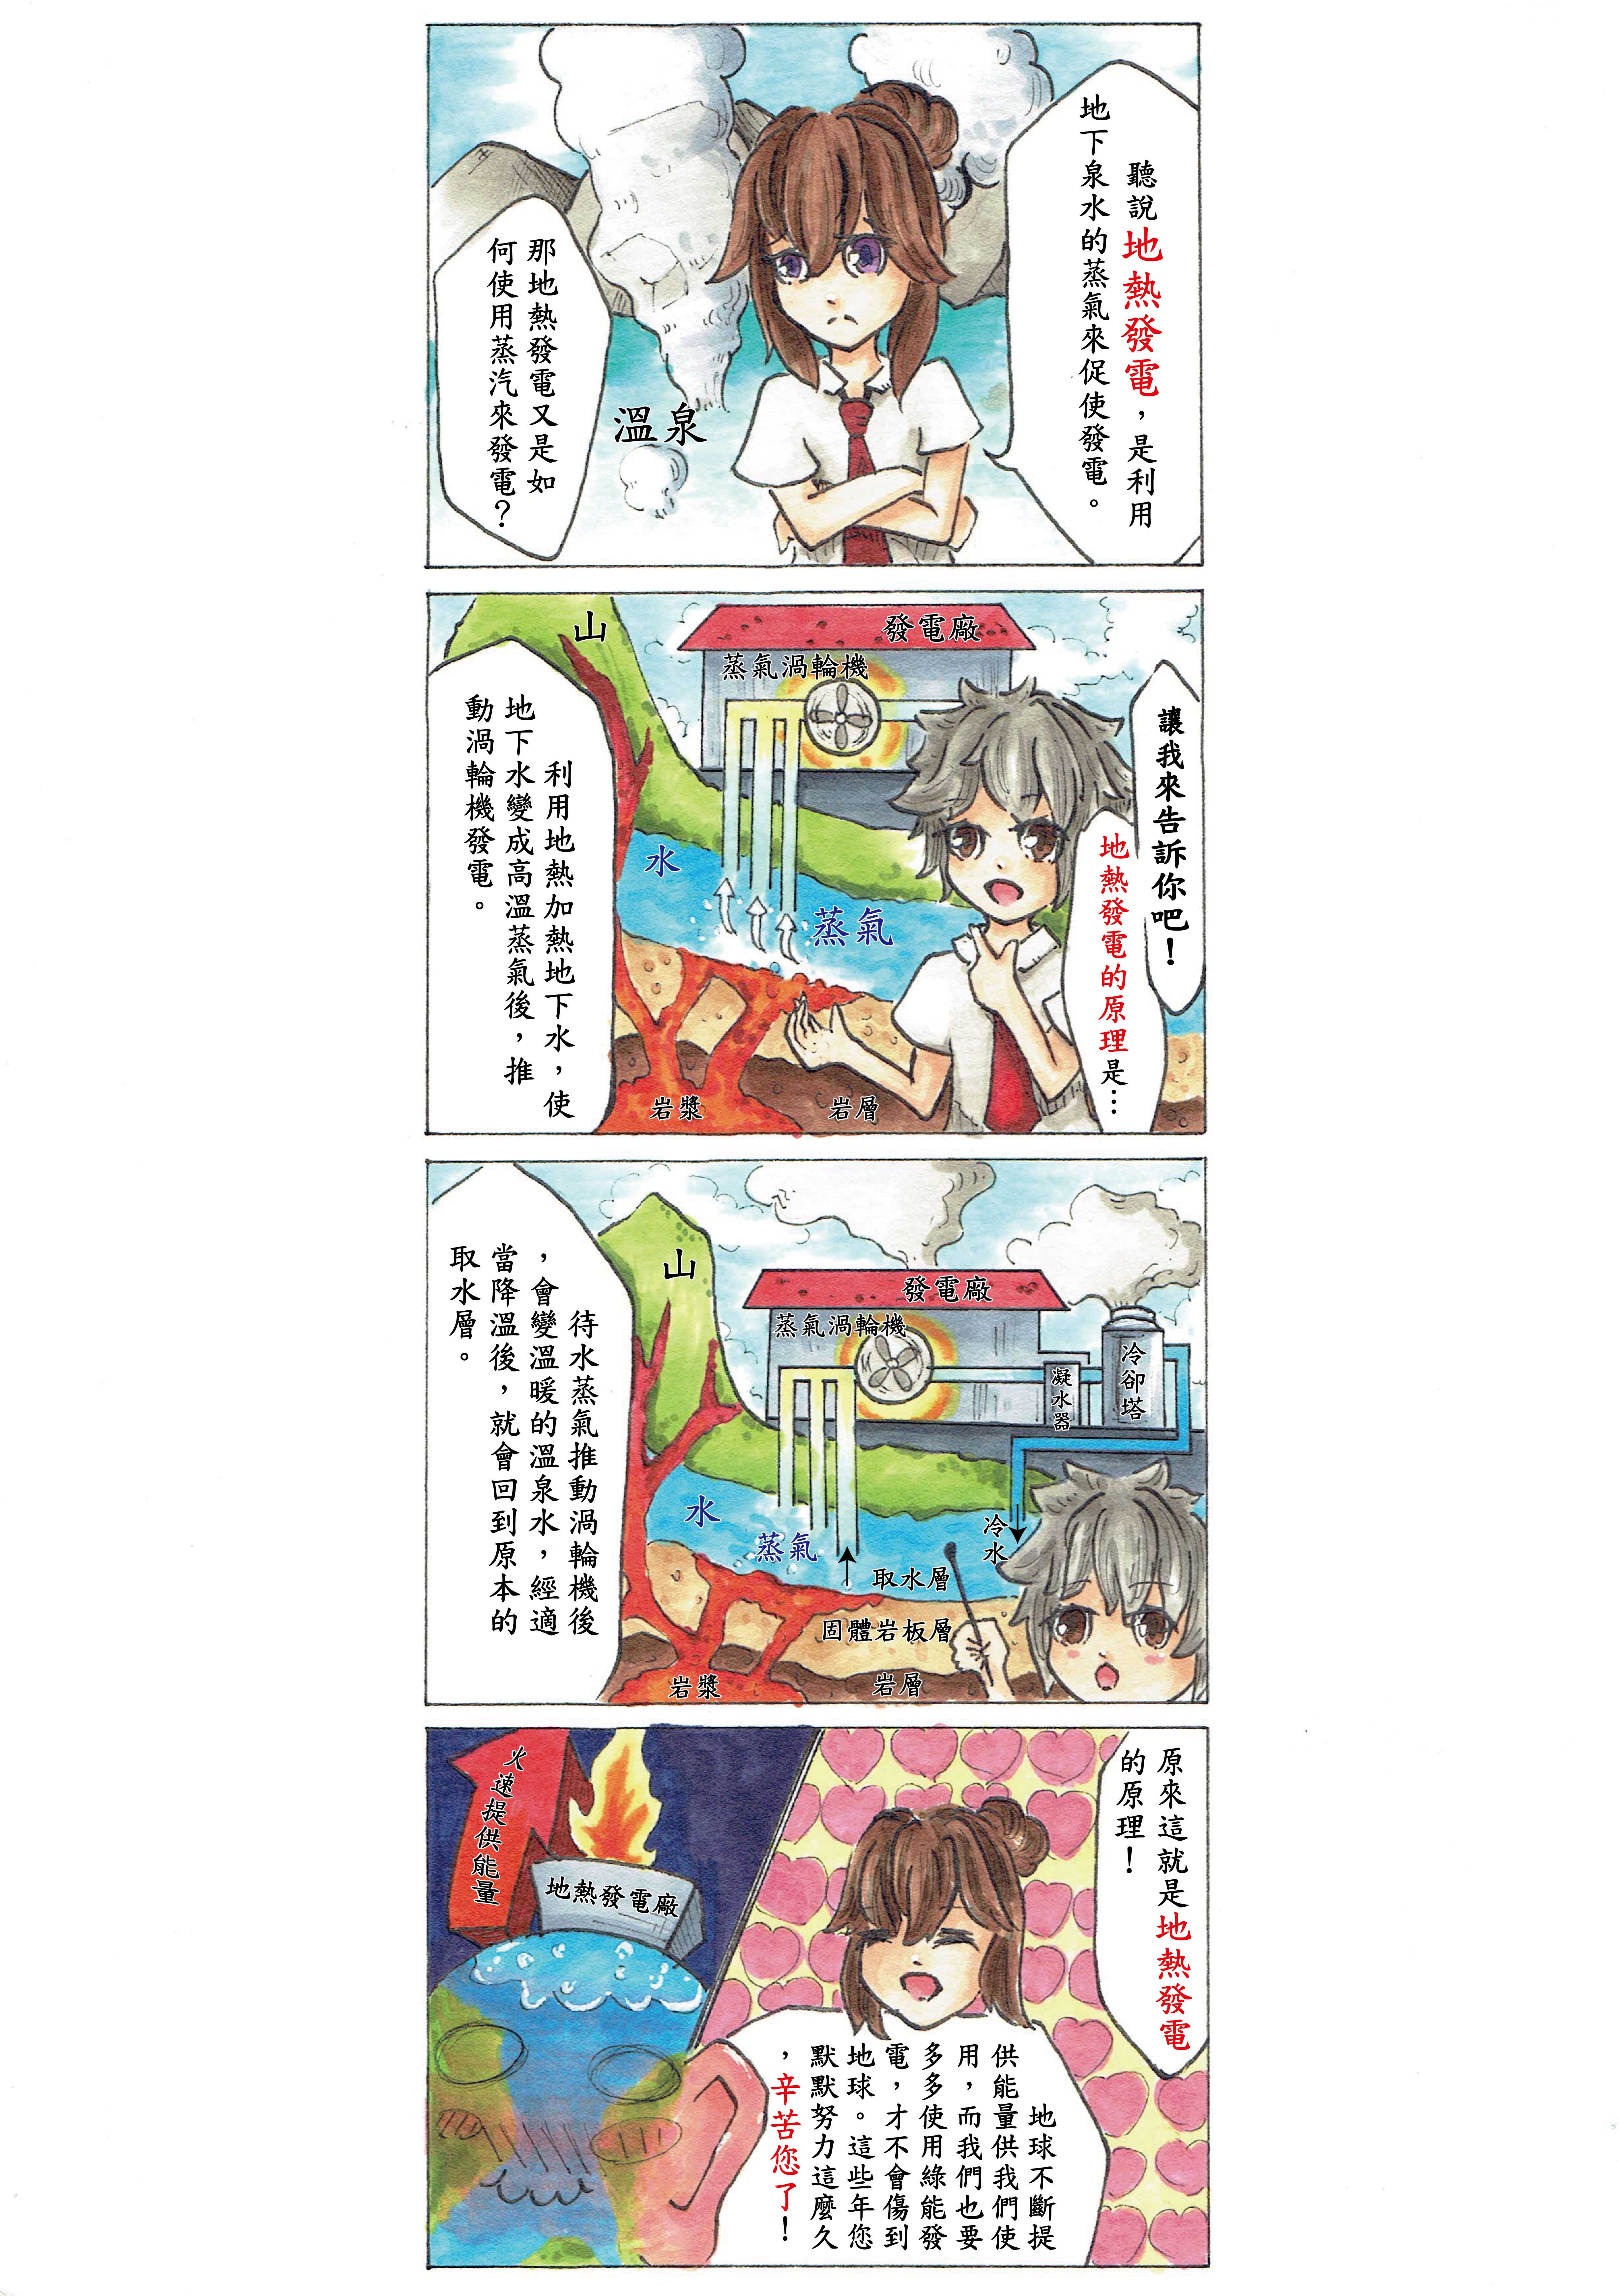 聽說地熱發電，是利用
地下泉水的蒸氣來促使發電。
溫泉
那地熱發電又是如
何使用蒸汽來發電？
讓我來告訴你吧！
地熱發電的原理是…
發電廠
蒸氣渦輪機
山
水
蒸氣
岩漿
岩層
利用地熱加熱地下水，使
地下水變成高溫蒸氣後，推
動渦輪機發電。
山
發電廠
蒸氣渦輪機
凝水器
冷卻塔
水
蒸氣
冷水
取水層
固體岩板層
岩漿
岩層
待水蒸氣推動渦輪機後
，會變溫暖的溫泉水，經適
當降溫後，就會回到原本的
取水層。
原來這就是地熱發電
的原理！
地球不斷提
供能量供我們使
用，而我們也要
多多使用綠能發
電，才不會傷到
地球。這些年您
默默努力這麼久
，辛苦您了！
火速提供能量
地熱發電廠